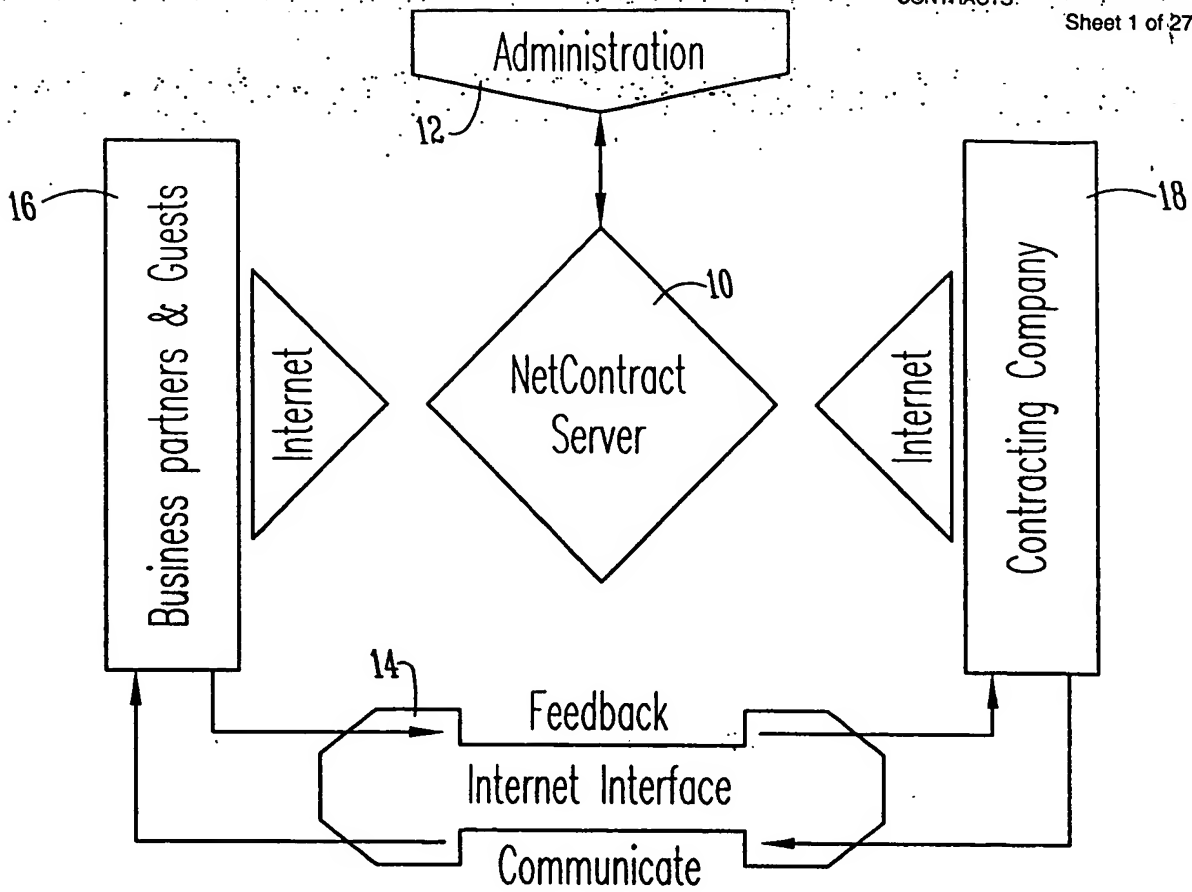 CONTRACTS.
Sheet 1 of 27
Administration
12
16
18
10
Business partners & Guests
Internet
NetContract
Server
Internet
Contracting Company
14
Feedback
Internet Interface
Communicate